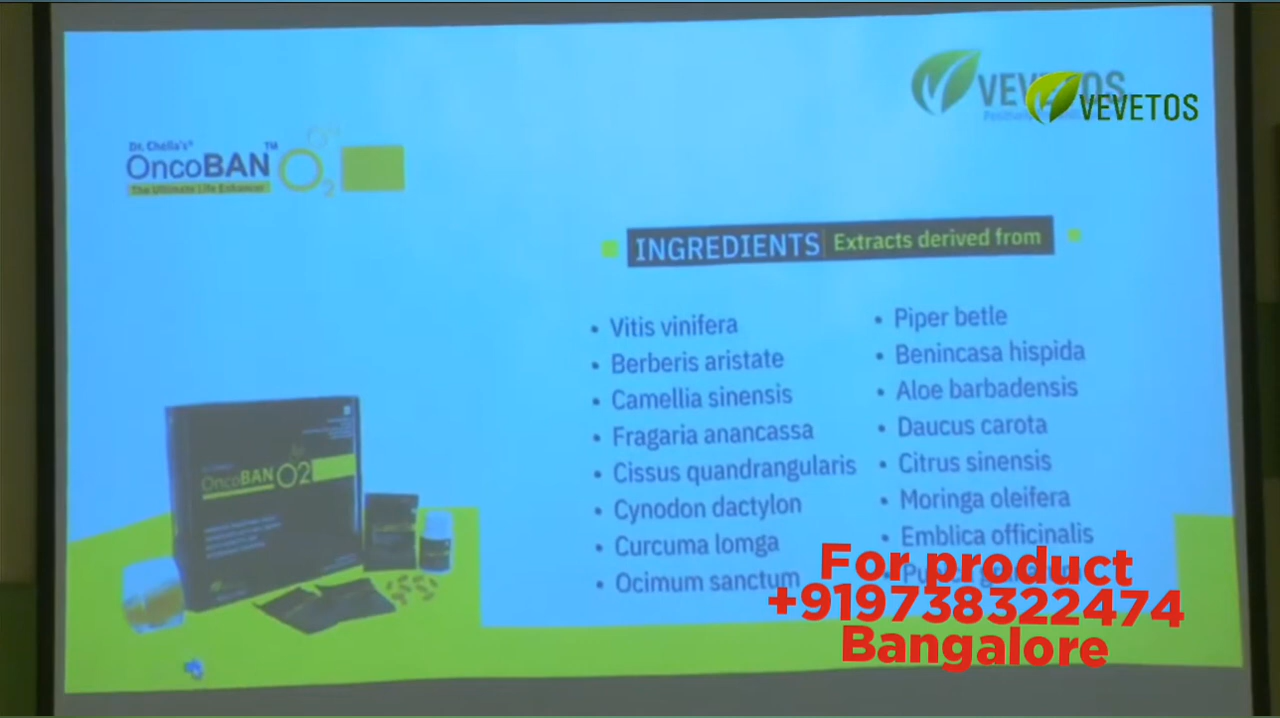 VEVETOS
VEVETOS
Dr. Chella's®
OncoBAN™ O2
The Ultimate Life Enhancer
INGREDIENTS Extracts derived from
• Vitis vinifera
• Berberis aristate
• Camellia sinensis
• Fragaria anancassa
• Cissus quandrangularis
• Cynodon dactylon
• Curcuma lomga
• Ocimum sanctum
• Piper betle
• Benincasa hispida
• Aloe barbadensis
• Daucus carota
• Citrus sinensis
• Moringa oleifera
• Emblica officinalis
OncoBAN O2
For product
+919738322474
Bangalore